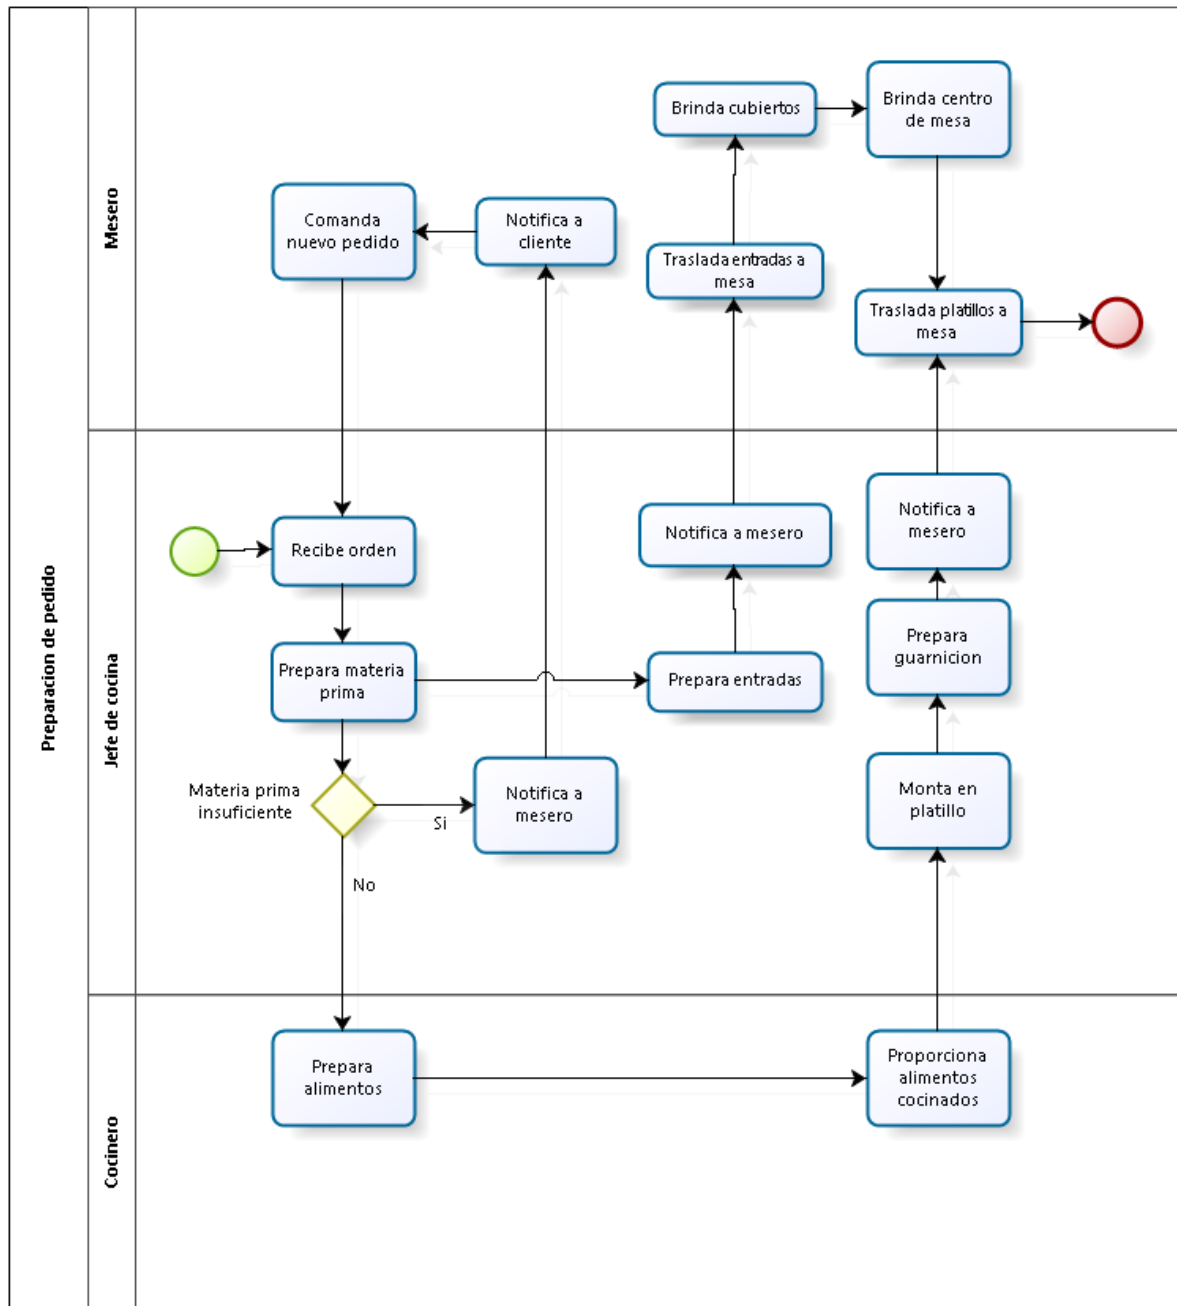 Preparacion de pedido
Mesero
Brinda cubiertos
Brinda centro
de mesa
Comanda
nuevo pedido
Notifica a
cliente
Traslada entradas a
mesa
Traslada platillos a
mesa
Jefe de cocina
Recibe orden
Notifica a mesero
Notifica a
mesero
Prepara materia
prima
Prepara entradas
Prepara
guarnicion
Materia prima
insuficiente
Si
No
Notifica a
mesero
Monta en
platillo
Cocinero
Prepara
alimentos
Proporciona
alimentos
cocinados